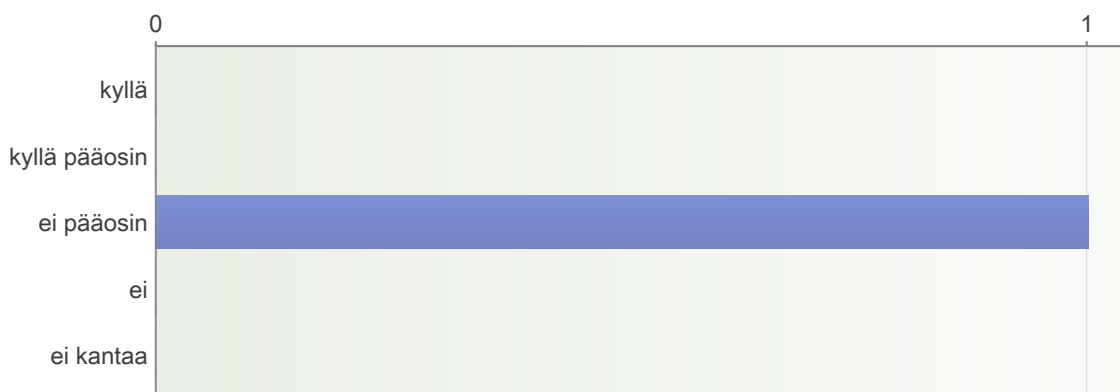 0 1
kyllä
kyllä pääosin
ei pääosin
ei
ei kantaa